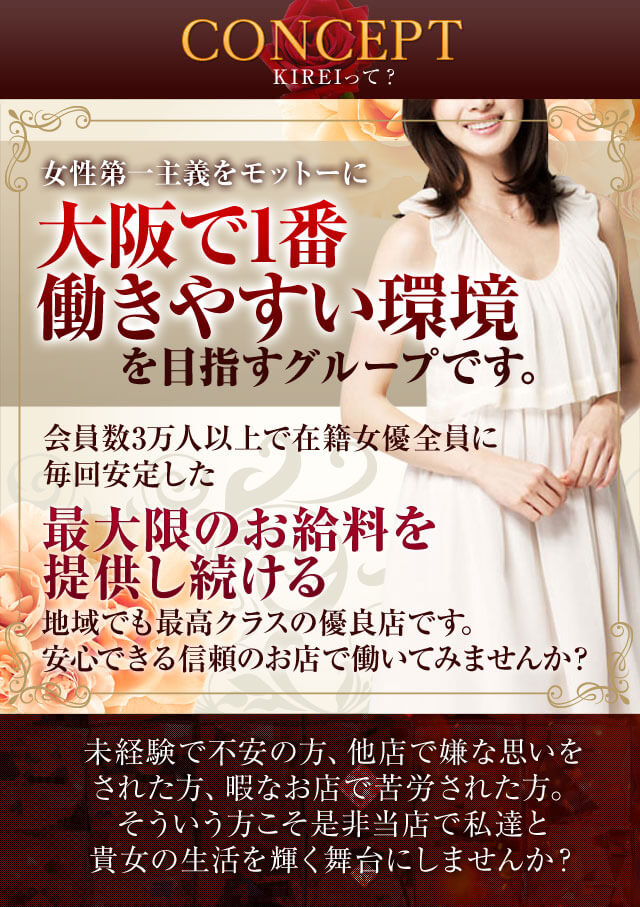 CONCEPT
KIREIって？
女性第一主義をモットーに
大阪で1番
働きやすい環境
を目指すグループです。
会員数3万人以上で在籍女優全員に
毎回安定した
最大限のお給料を
提供し続ける
地域でも最高クラスの優良店です。
安心できる信頼のお店で働いてみませんか？
未経験で不安の方、他店で嫌な思いを
された方、暇なお店で苦労された方。
そういう方こそ是非当店で私達と
貴女の生活を輝く舞台にしませんか？